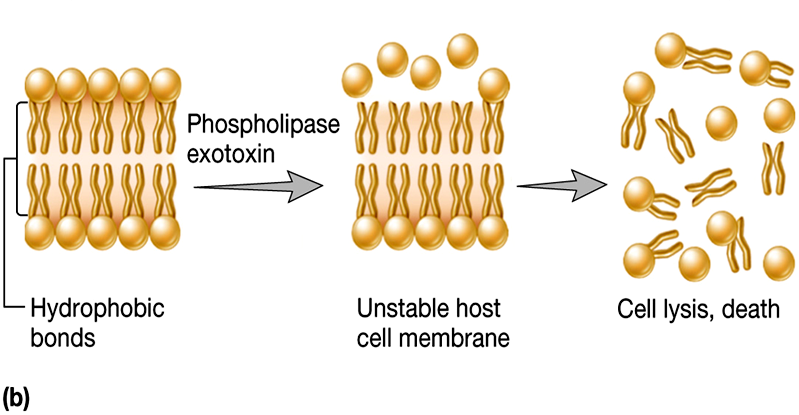 Phospholipase
exotoxin
Hydrophobic
bonds
Unstable host
cell membrane
Cell lysis, death
(b)